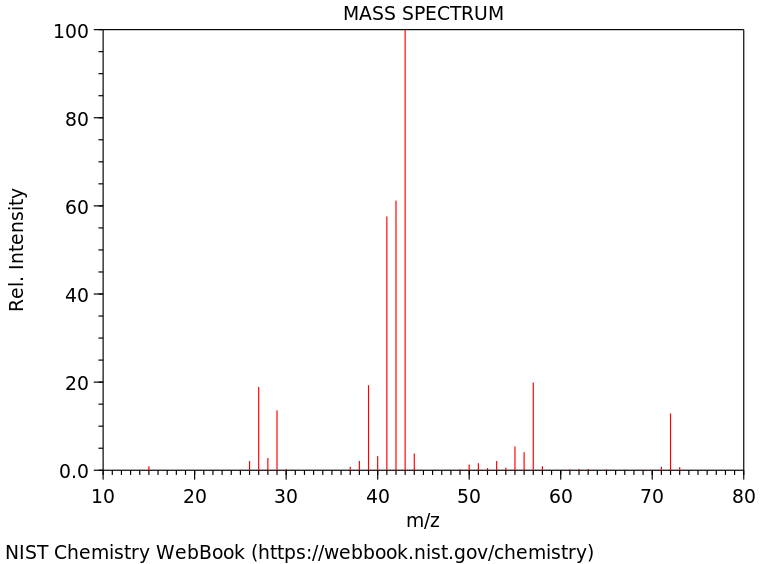 MASS SPECTRUM
100
80
60
40
20
0.0
Rel. Intensity
10 20 30 40 50 60 70 80
m/z
NIST Chemistry WebBook (https://webbook.nist.gov/chemistry)